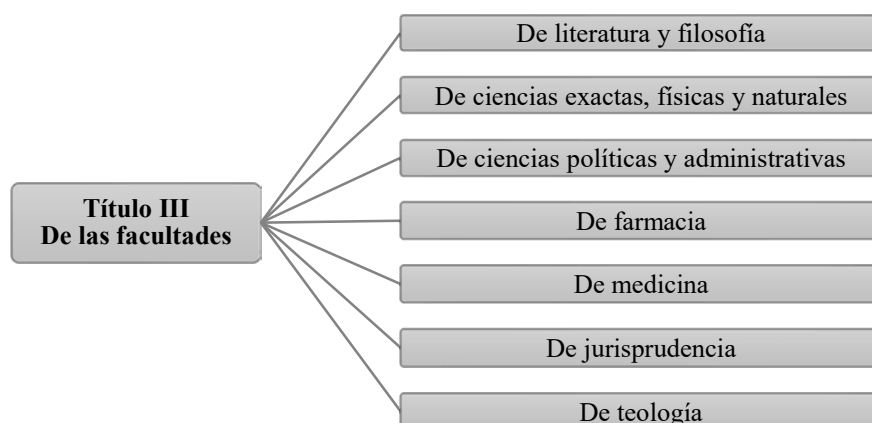 Título III
De las facultades
De literatura y filosofía
De ciencias exactas, físicas y naturales
De ciencias políticas y administrativas
De farmacia
De medicina
De jurisprudencia
De teología